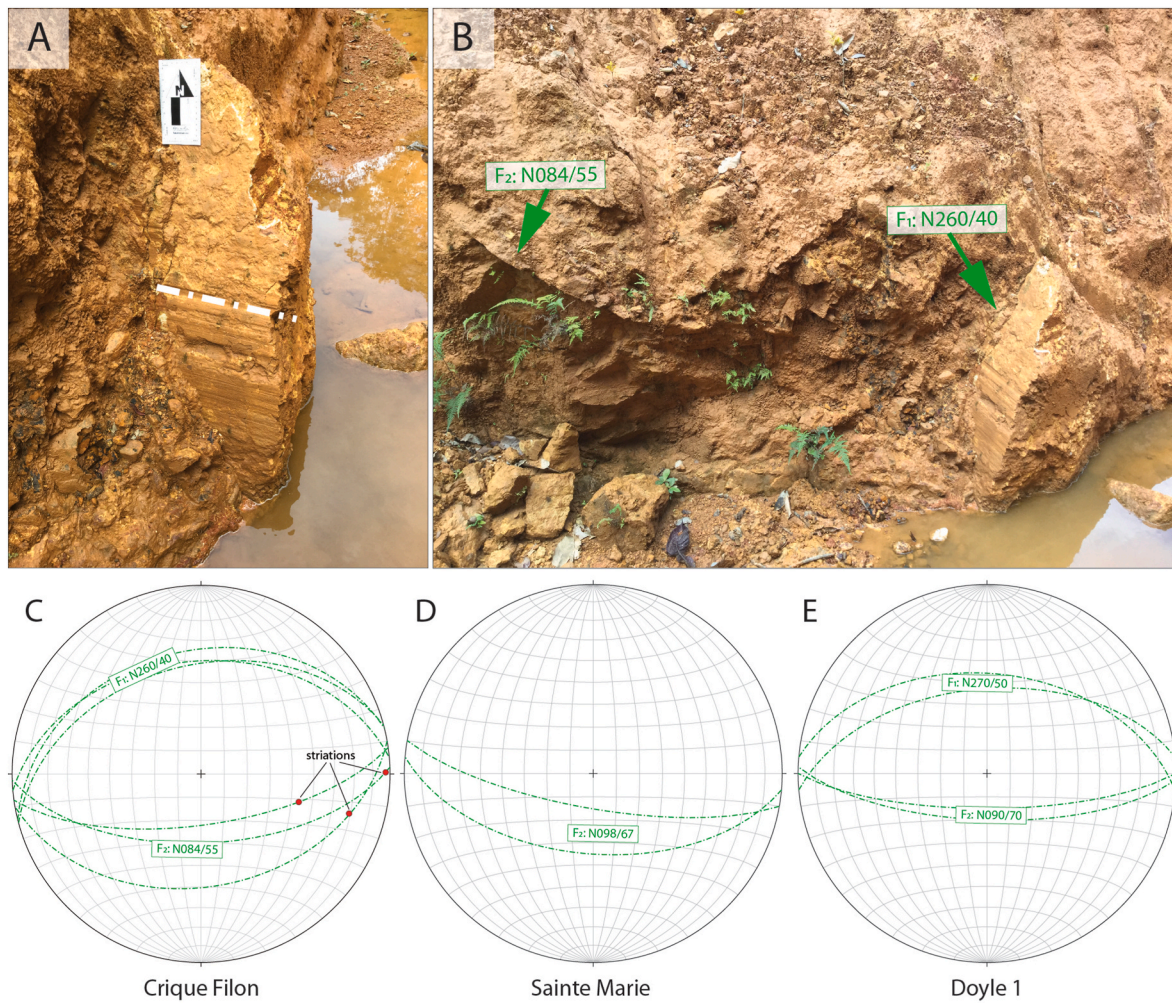 A
B
F₂: N084/55
F₁: N260/40
C
D
E
F₁: N260/40
striations
F₂: N084/55
F₂: N098/67
F₁: N270/50
F₂: N090/70
Crique Filon
Sainte Marie
Doyle 1